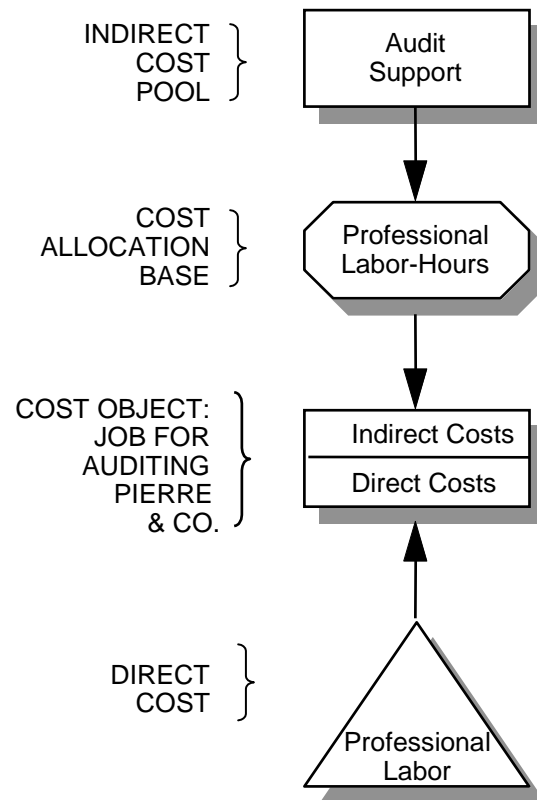 INDIRECT
COST
POOL
Audit
Support
COST
ALLOCATION
BASE
Professional
Labor-Hours
COST OBJECT:
JOB FOR
AUDITING
PIERRE
& CO.
Indirect Costs
Direct Costs
DIRECT
COST
Professional
Labor